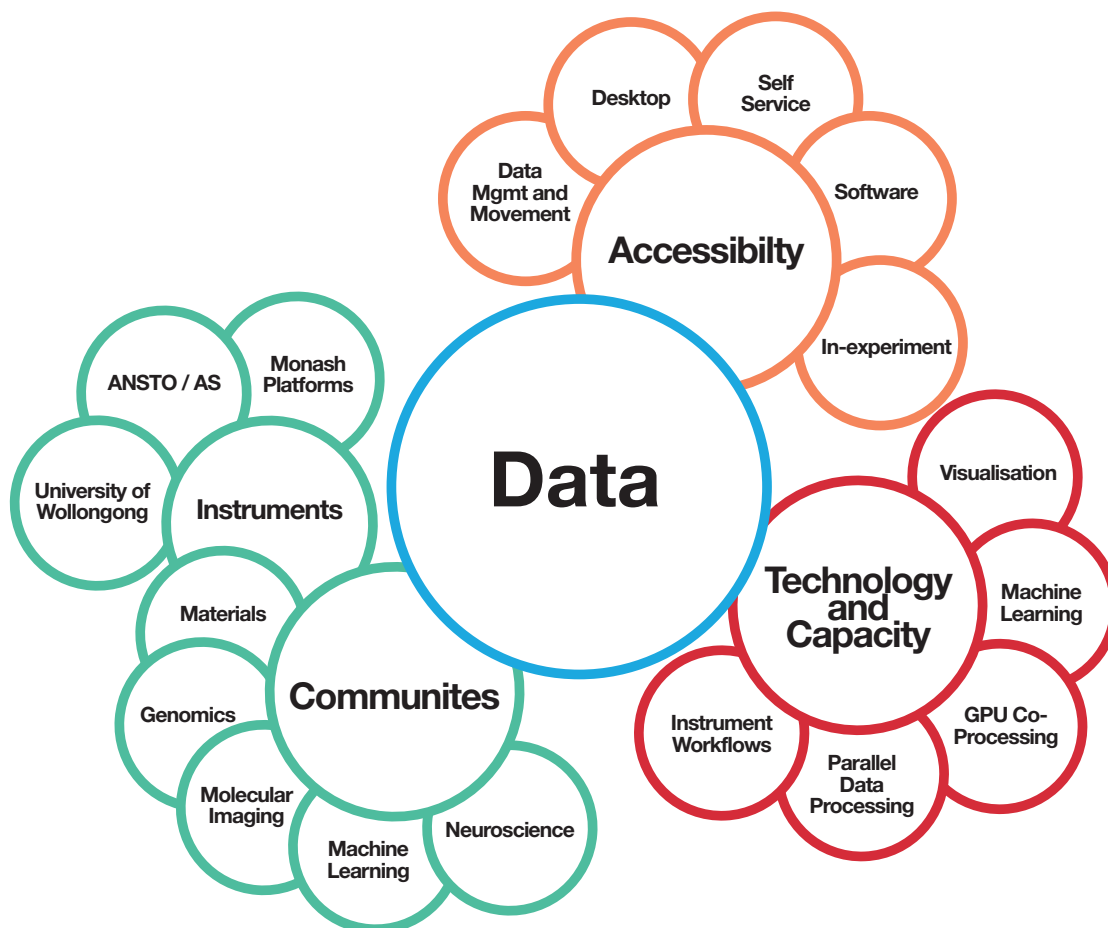 Desktop
Self
Service
Data
Mgmt and
Movement
Software
Accessibilty
In-experiment
ANSTO / AS
Monash
Platforms
University of
Wollongong
Instruments
Data
Visualisation
Technology
and
Capacity
Machine
Learning
Materials
Communites
Genomics
Instrument
Workflows
GPU Co-
Processing
Parallel
Data
Processing
Molecular
Imaging
Machine
Learning
Neuroscience